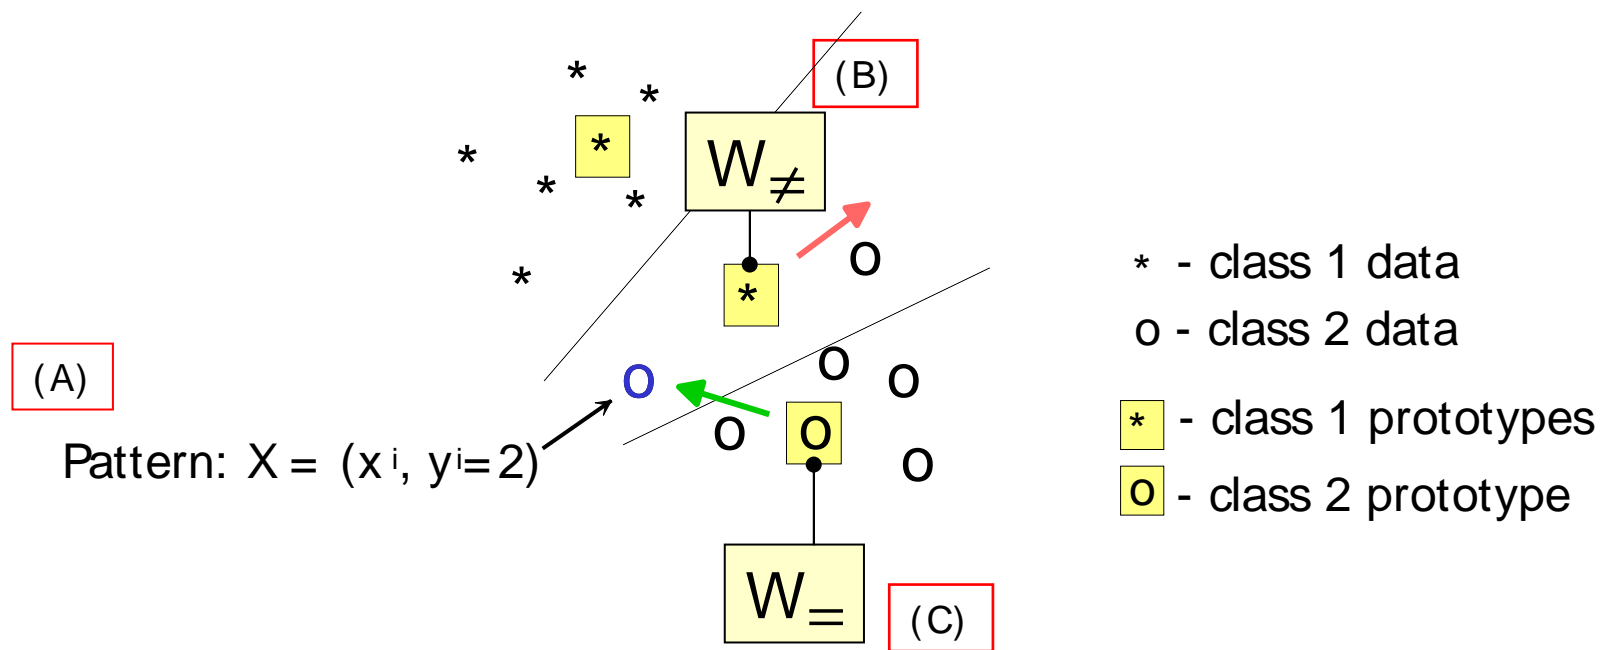 (B)
W≠
* - class 1 data
o - class 2 data
(A)
Pattern: X = (xⁱ, yⁱ=2)
* - class 1 prototypes
o - class 2 prototype
W=
(C)